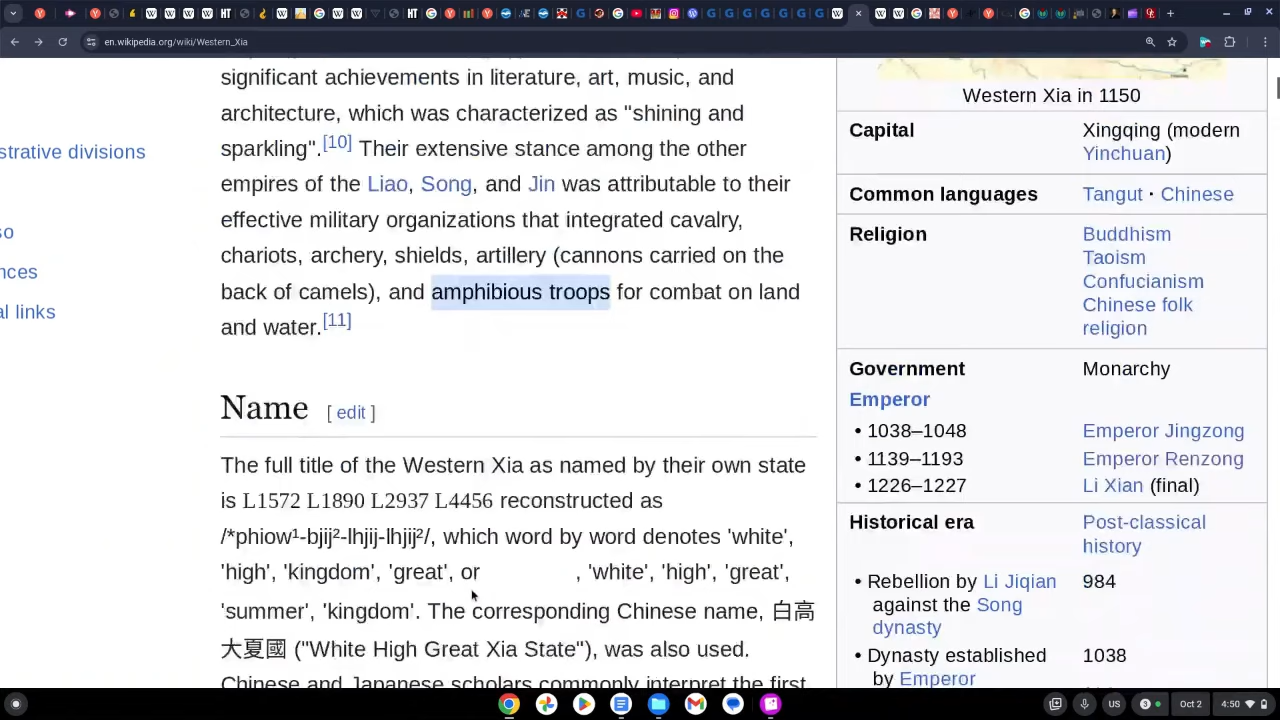 en.wikipedia.org/wiki/Western_Xia
strative divisions
so
nces
al links
significant achievements in literature, art, music, and
architecture, which was characterized as "shining and
sparkling".[10] Their extensive stance among the other
empires of the Liao, Song, and Jin was attributable to their
effective military organizations that integrated cavalry,
chariots, archery, shields, artillery (cannons carried on the
back of camels), and amphibious troops for combat on land
and water.[11]
Name [ edit ]
The full title of the Western Xia as named by their own state
is L1572 L1890 L2937 L4456 reconstructed as
/*phiow¹-bjij²-lhjij-lhjij²/, which word by word denotes 'white',
'high', 'kingdom', 'great', or , 'white', 'high', 'great',
'summer', 'kingdom'. The corresponding Chinese name, 白高
大夏國 ("White High Great Xia State"), was also used.
Chinese and Japanese scholars commonly interpret the first
Western Xia in 1150
Capital Xingqing (modern
Yinchuan)
Common languages Tangut · Chinese
Religion Buddhism
Taoism
Confucianism
Chinese folk
religion
Government Monarchy
Emperor
• 1038–1048 Emperor Jingzong
• 1139–1193 Emperor Renzong
• 1226–1227 Li Xian (final)
Historical era Post-classical
history
• Rebellion by Li Jiqian 984
against the Song
dynasty
• Dynasty established 1038
by Emperor
US 3 Oct 2 4:50